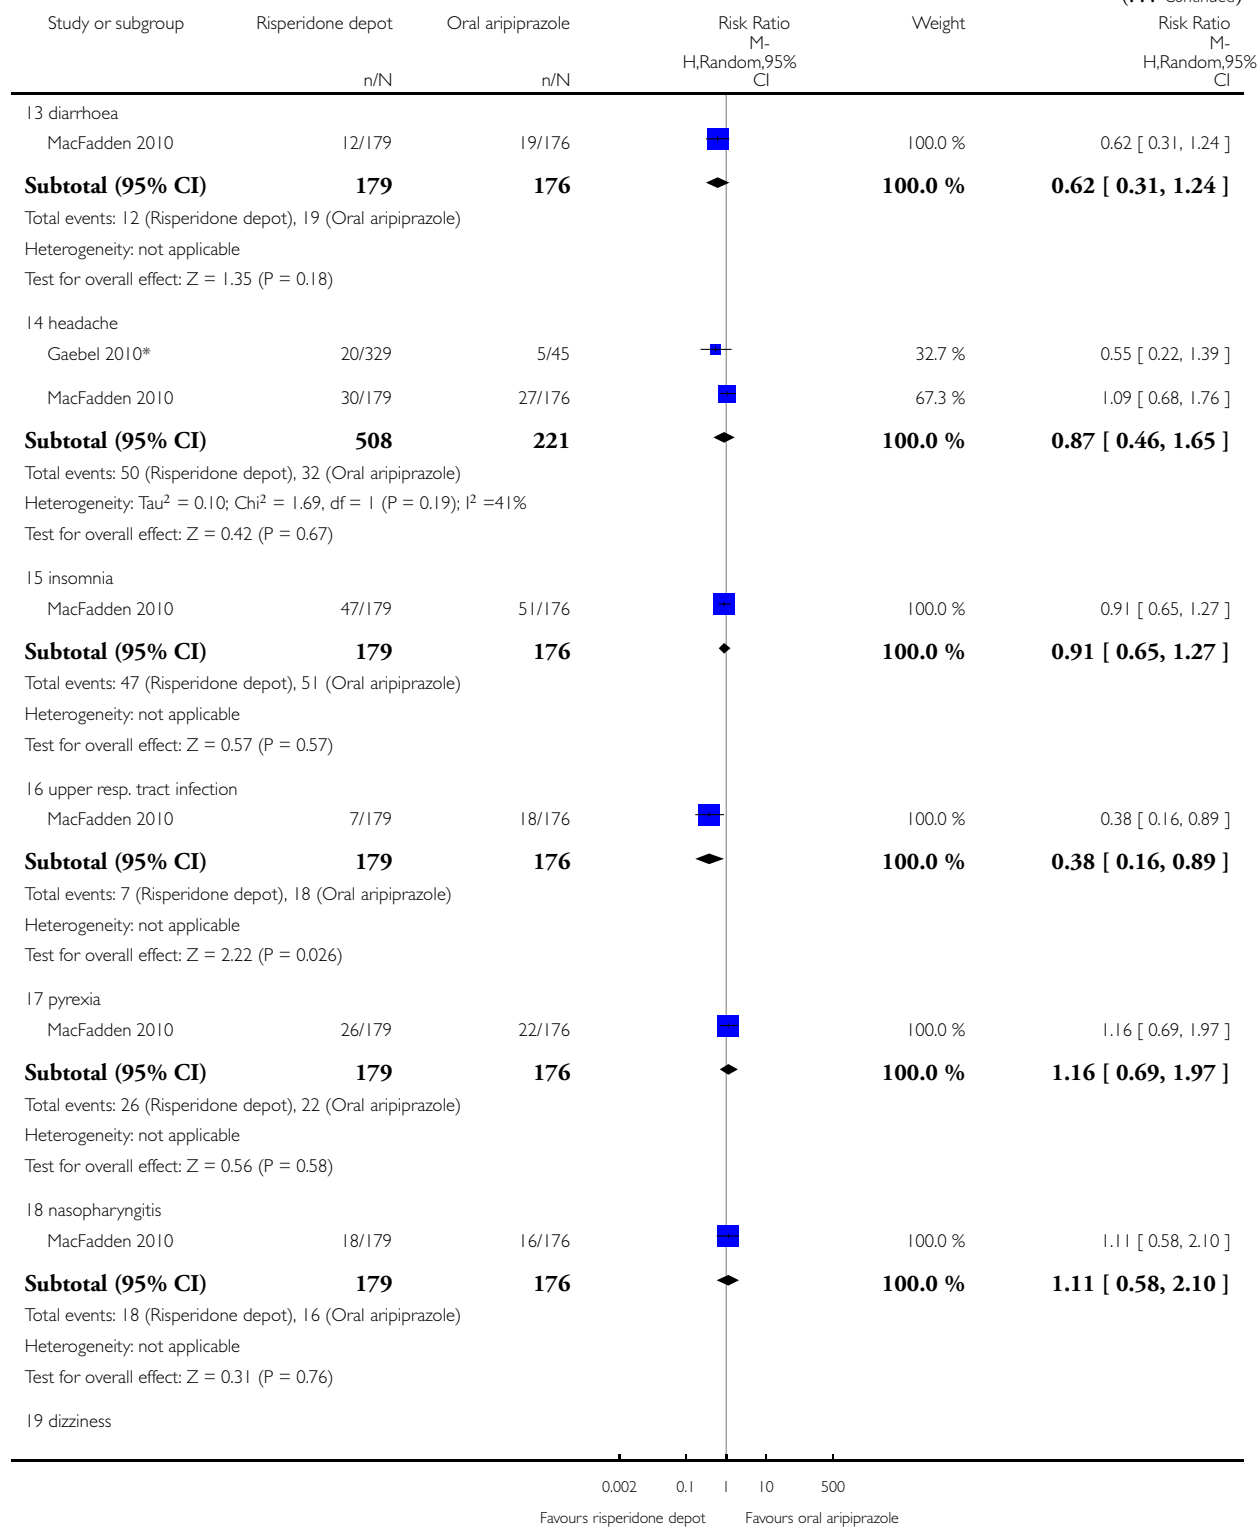 (... Continued)
Study or subgroup Risperidone depot Oral aripiprazole Risk Ratio Weight Risk Ratio
M-H,Random,95% CI M-H,Random,95% CI
n/N n/N
13 diarrhoea
MacFadden 2010 12/179 19/176 100.0 % 0.62 [ 0.31, 1.24 ]
Subtotal (95% CI) 179 176 100.0 % 0.62 [ 0.31, 1.24 ]
Total events: 12 (Risperidone depot), 19 (Oral aripiprazole)
Heterogeneity: not applicable
Test for overall effect: Z = 1.35 (P = 0.18)
14 headache
Gaebel 2010* 20/329 5/45 32.7 % 0.55 [ 0.22, 1.39 ]
MacFadden 2010 30/179 27/176 67.3 % 1.09 [ 0.68, 1.76 ]
Subtotal (95% CI) 508 221 100.0 % 0.87 [ 0.46, 1.65 ]
Total events: 50 (Risperidone depot), 32 (Oral aripiprazole)
Heterogeneity: Tau² = 0.10; Chi² = 1.69, df = 1 (P = 0.19); I² =41%
Test for overall effect: Z = 0.42 (P = 0.67)
15 insomnia
MacFadden 2010 47/179 51/176 100.0 % 0.91 [ 0.65, 1.27 ]
Subtotal (95% CI) 179 176 100.0 % 0.91 [ 0.65, 1.27 ]
Total events: 47 (Risperidone depot), 51 (Oral aripiprazole)
Heterogeneity: not applicable
Test for overall effect: Z = 0.57 (P = 0.57)
16 upper resp. tract infection
MacFadden 2010 7/179 18/176 100.0 % 0.38 [ 0.16, 0.89 ]
Subtotal (95% CI) 179 176 100.0 % 0.38 [ 0.16, 0.89 ]
Total events: 7 (Risperidone depot), 18 (Oral aripiprazole)
Heterogeneity: not applicable
Test for overall effect: Z = 2.22 (P = 0.026)
17 pyrexia
MacFadden 2010 26/179 22/176 100.0 % 1.16 [ 0.69, 1.97 ]
Subtotal (95% CI) 179 176 100.0 % 1.16 [ 0.69, 1.97 ]
Total events: 26 (Risperidone depot), 22 (Oral aripiprazole)
Heterogeneity: not applicable
Test for overall effect: Z = 0.56 (P = 0.58)
18 nasopharyngitis
MacFadden 2010 18/179 16/176 100.0 % 1.11 [ 0.58, 2.10 ]
Subtotal (95% CI) 179 176 100.0 % 1.11 [ 0.58, 2.10 ]
Total events: 18 (Risperidone depot), 16 (Oral aripiprazole)
Heterogeneity: not applicable
Test for overall effect: Z = 0.31 (P = 0.76)
19 dizziness
0.002 0.1 1 10 500
Favours risperidone depot Favours oral aripiprazole